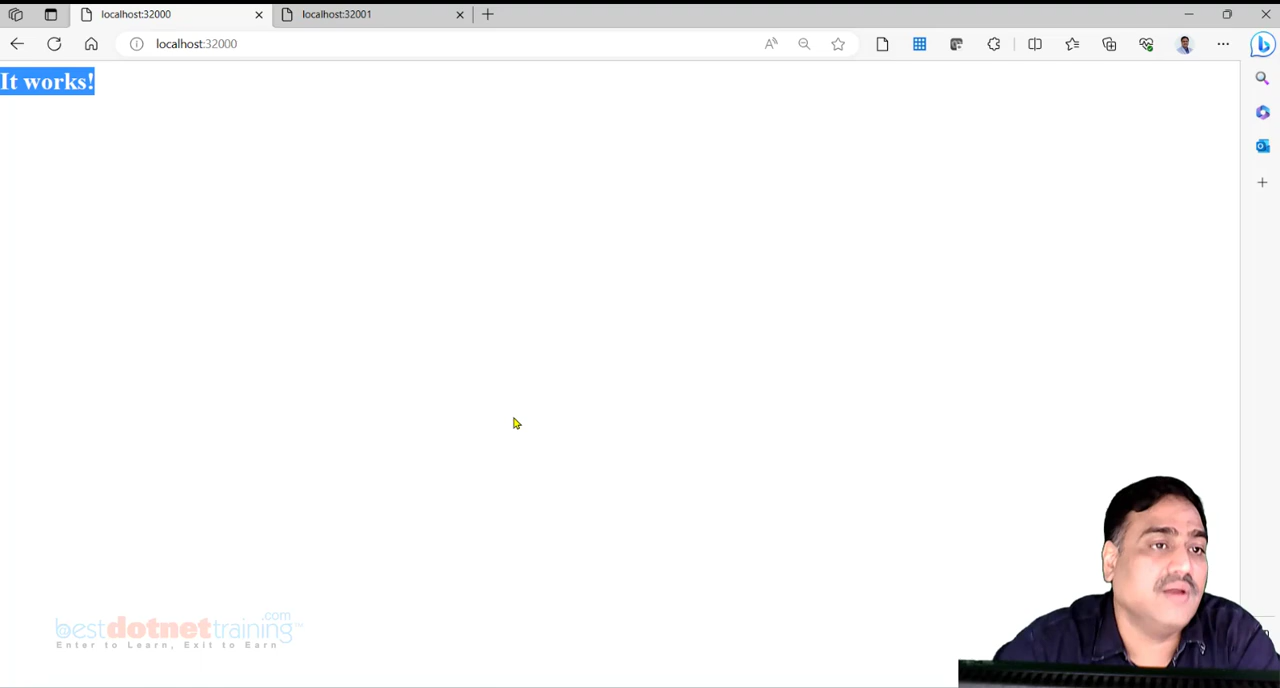 localhost:32000
localhost:32001
localhost:32000
It works!
bestdotnettraining.com
Enter to Learn, Exit to Earn